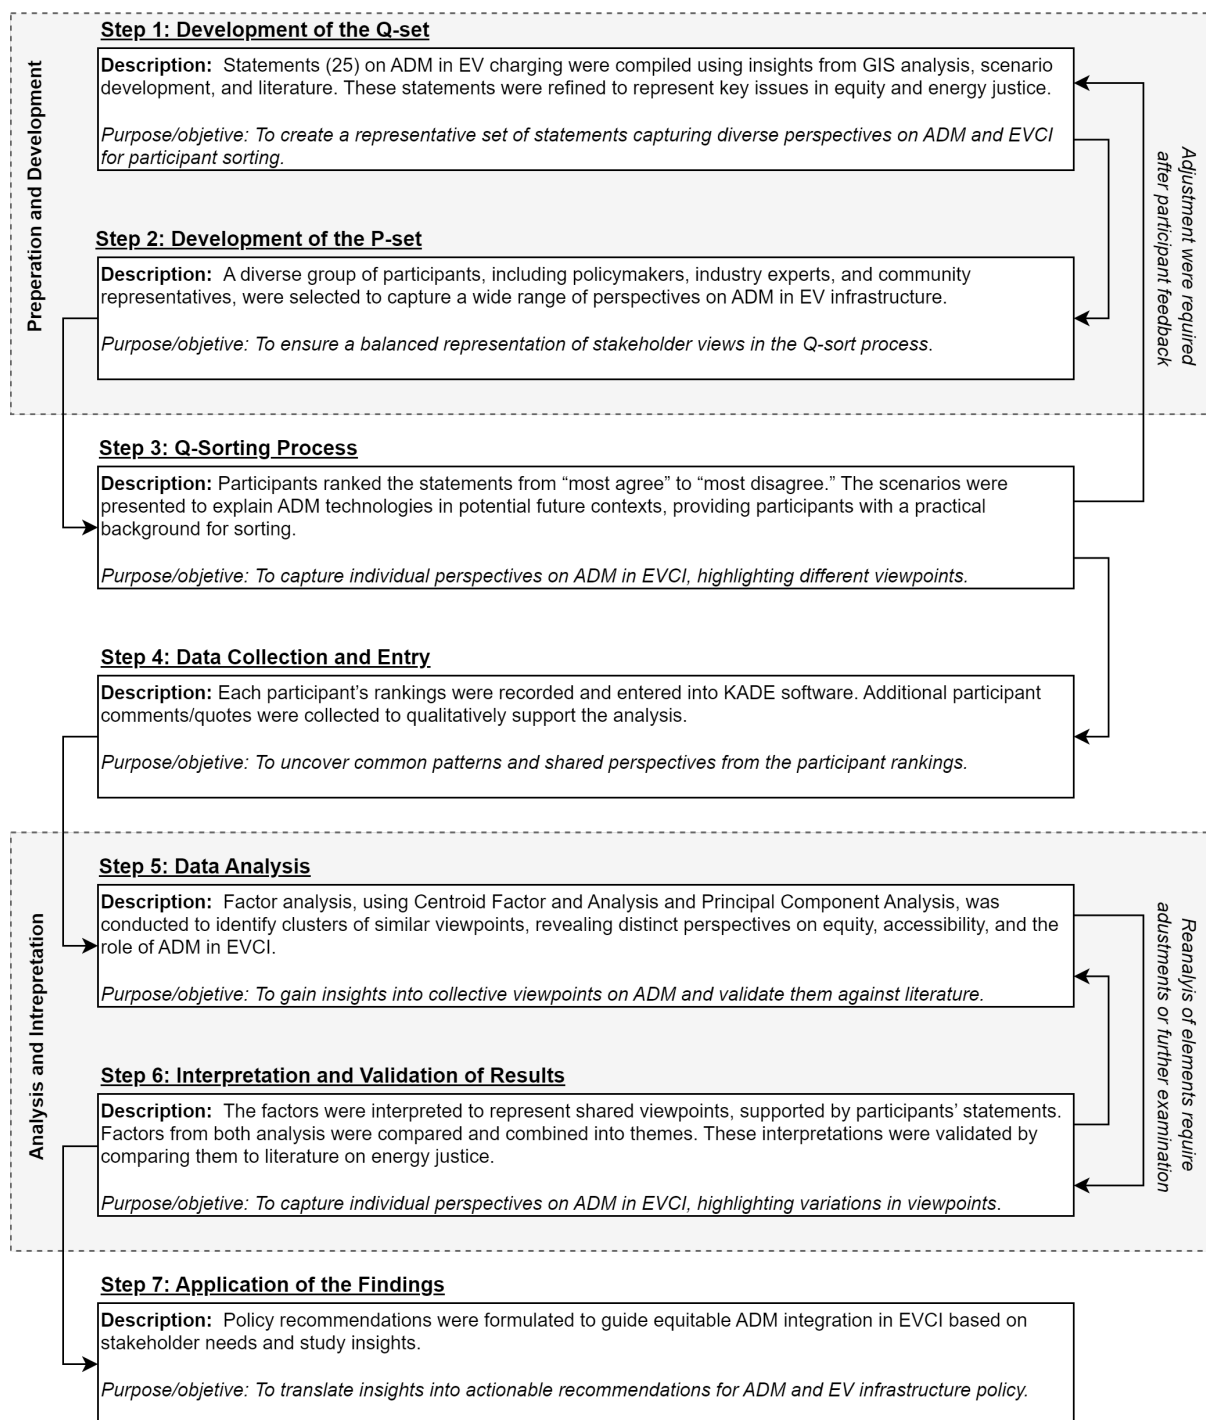 Step 1: Development of the Q-set
Description: Statements (25) on ADM in EV charging were compiled using insights from GIS analysis, scenario
development, and literature. These statements were refined to represent key issues in equity and energy justice.
Purpose/objetive: To create a representative set of statements capturing diverse perspectives on ADM and EVCI
for participant sorting.
Preperation and Development
Adjustment were required
after participant feedback
Step 2: Development of the P-set
Description: A diverse group of participants, including policymakers, industry experts, and community
representatives, were selected to capture a wide range of perspectives on ADM in EV infrastructure.
Purpose/objetive: To ensure a balanced representation of stakeholder views in the Q-sort process.
Step 3: Q-Sorting Process
Description: Participants ranked the statements from “most agree” to “most disagree.” The scenarios were
presented to explain ADM technologies in potential future contexts, providing participants with a practical
background for sorting.
Purpose/objetive: To capture individual perspectives on ADM in EVCI, highlighting different viewpoints.
Step 4: Data Collection and Entry
Description: Each participant’s rankings were recorded and entered into KADE software. Additional participant
comments/quotes were collected to qualitatively support the analysis.
Purpose/objetive: To uncover common patterns and shared perspectives from the participant rankings.
Step 5: Data Analysis
Description: Factor analysis, using Centroid Factor and Analysis and Principal Component Analysis, was
conducted to identify clusters of similar viewpoints, revealing distinct perspectives on equity, accessibility, and the
role of ADM in EVCI.
Purpose/objetive: To gain insights into collective viewpoints on ADM and validate them against literature.
Analysis and Intrepretation
Reanalyis of elements require
adustments or further examination
Step 6: Interpretation and Validation of Results
Description: The factors were interpreted to represent shared viewpoints, supported by participants’ statements.
Factors from both analysis were compared and combined into themes. These interpretations were validated by
comparing them to literature on energy justice.
Purpose/objetive: To capture individual perspectives on ADM in EVCI, highlighting variations in viewpoints.
Step 7: Application of the Findings
Description: Policy recommendations were formulated to guide equitable ADM integration in EVCI based on
stakeholder needs and study insights.
Purpose/objetive: To translate insights into actionable recommendations for ADM and EV infrastructure policy.